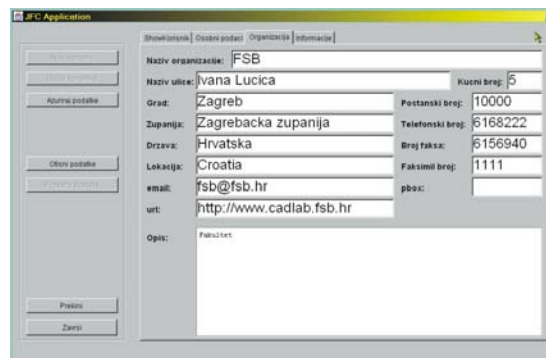 JFC Application
ShowKorisnik Osobni podaci Organizacija Informacije
Naziv organizacije: FSB
Naziv ulice: Ivana Lucica Kucni broj: 5
Azuriraj podatke
Grad: Zagreb Postanski broj: 10000
Zupanija: Zagrebacka zupanija Telefonski broj: 6168222
Drzava: Hrvatska Broj faksa: 6156940
Lokacija: Croatia Faksimil broj: 1111
email: fsb@fsb.hr pbox:
url: http://www.cadlab.fsb.hr
Opis: Fakultet
Prekini
Zavrsi